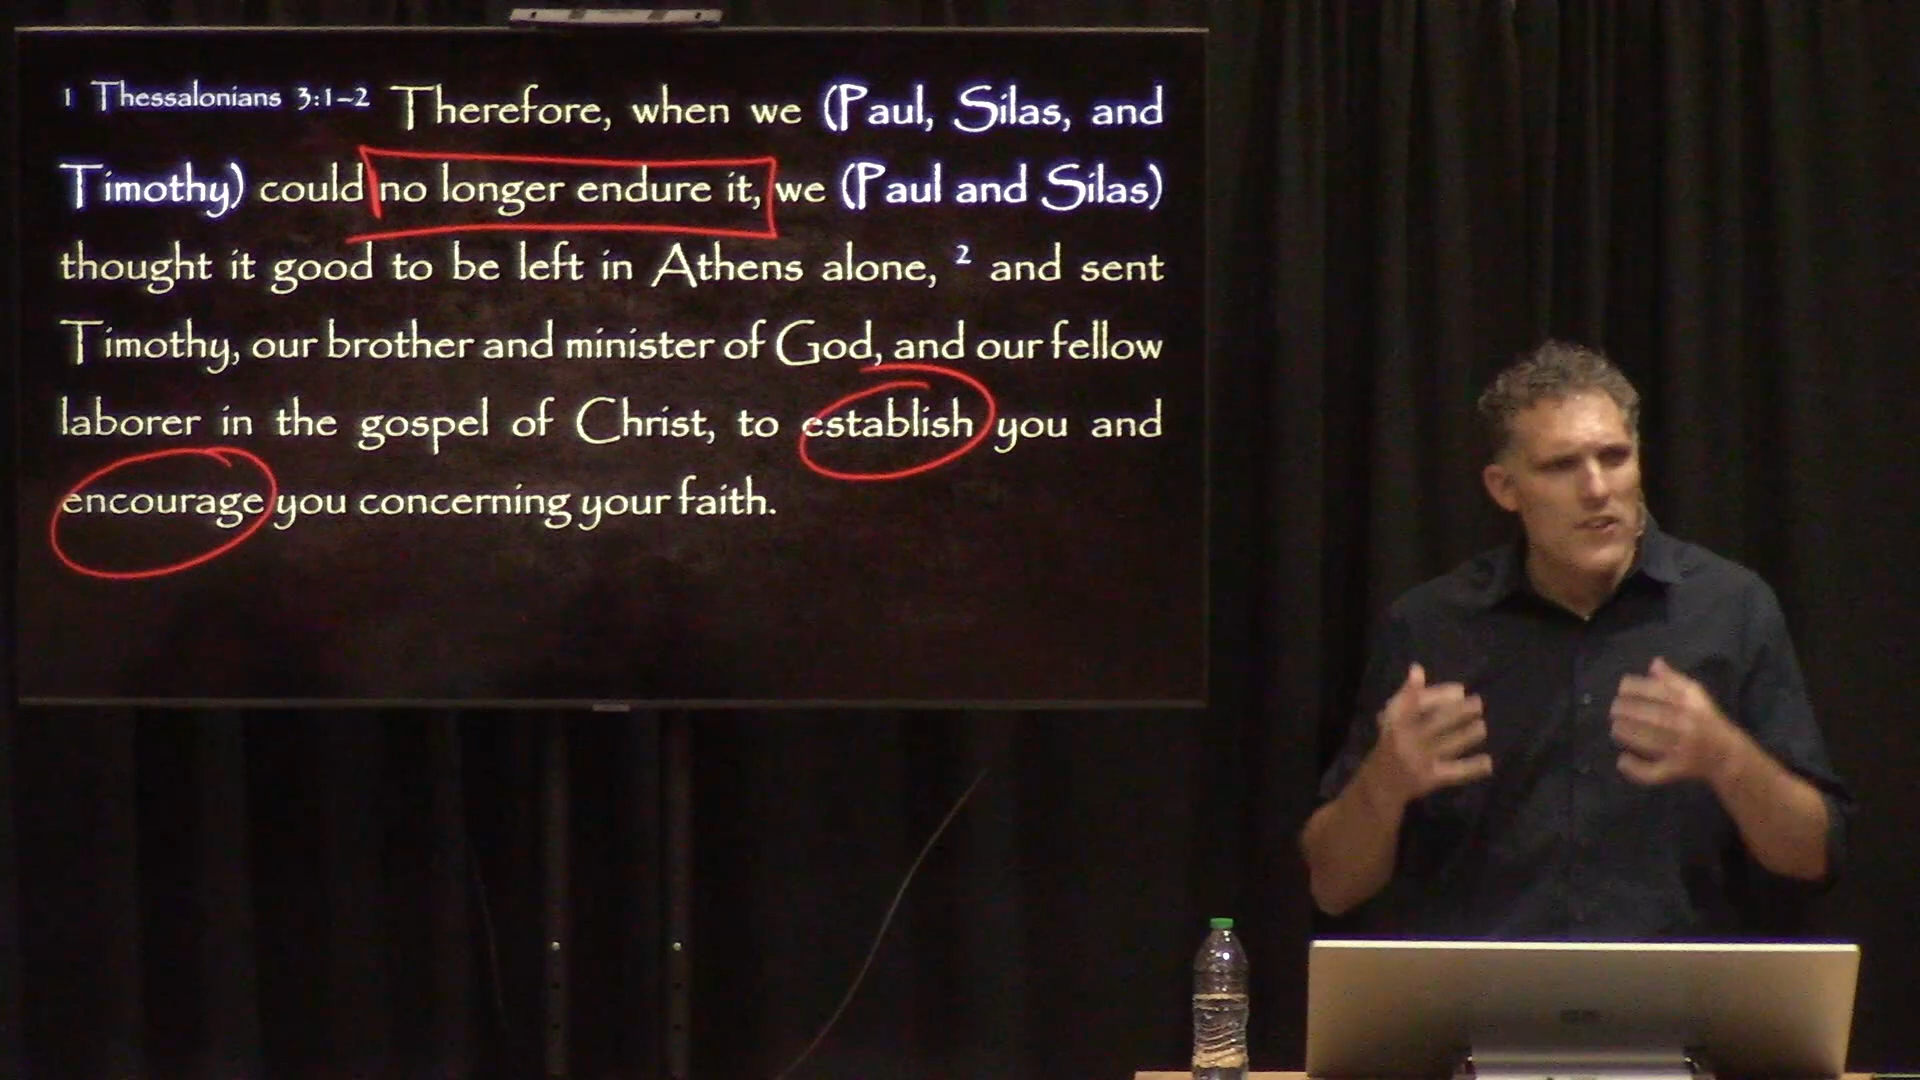 1 Thessalonians 3:1–2 Therefore, when we (Paul, Silas, and
Timothy) could no longer endure it, we (Paul and Silas)
thought it good to be left in Athens alone, 2 and sent
Timothy, our brother and minister of God, and our fellow
laborer in the gospel of Christ, to establish you and
encourage you concerning your faith.